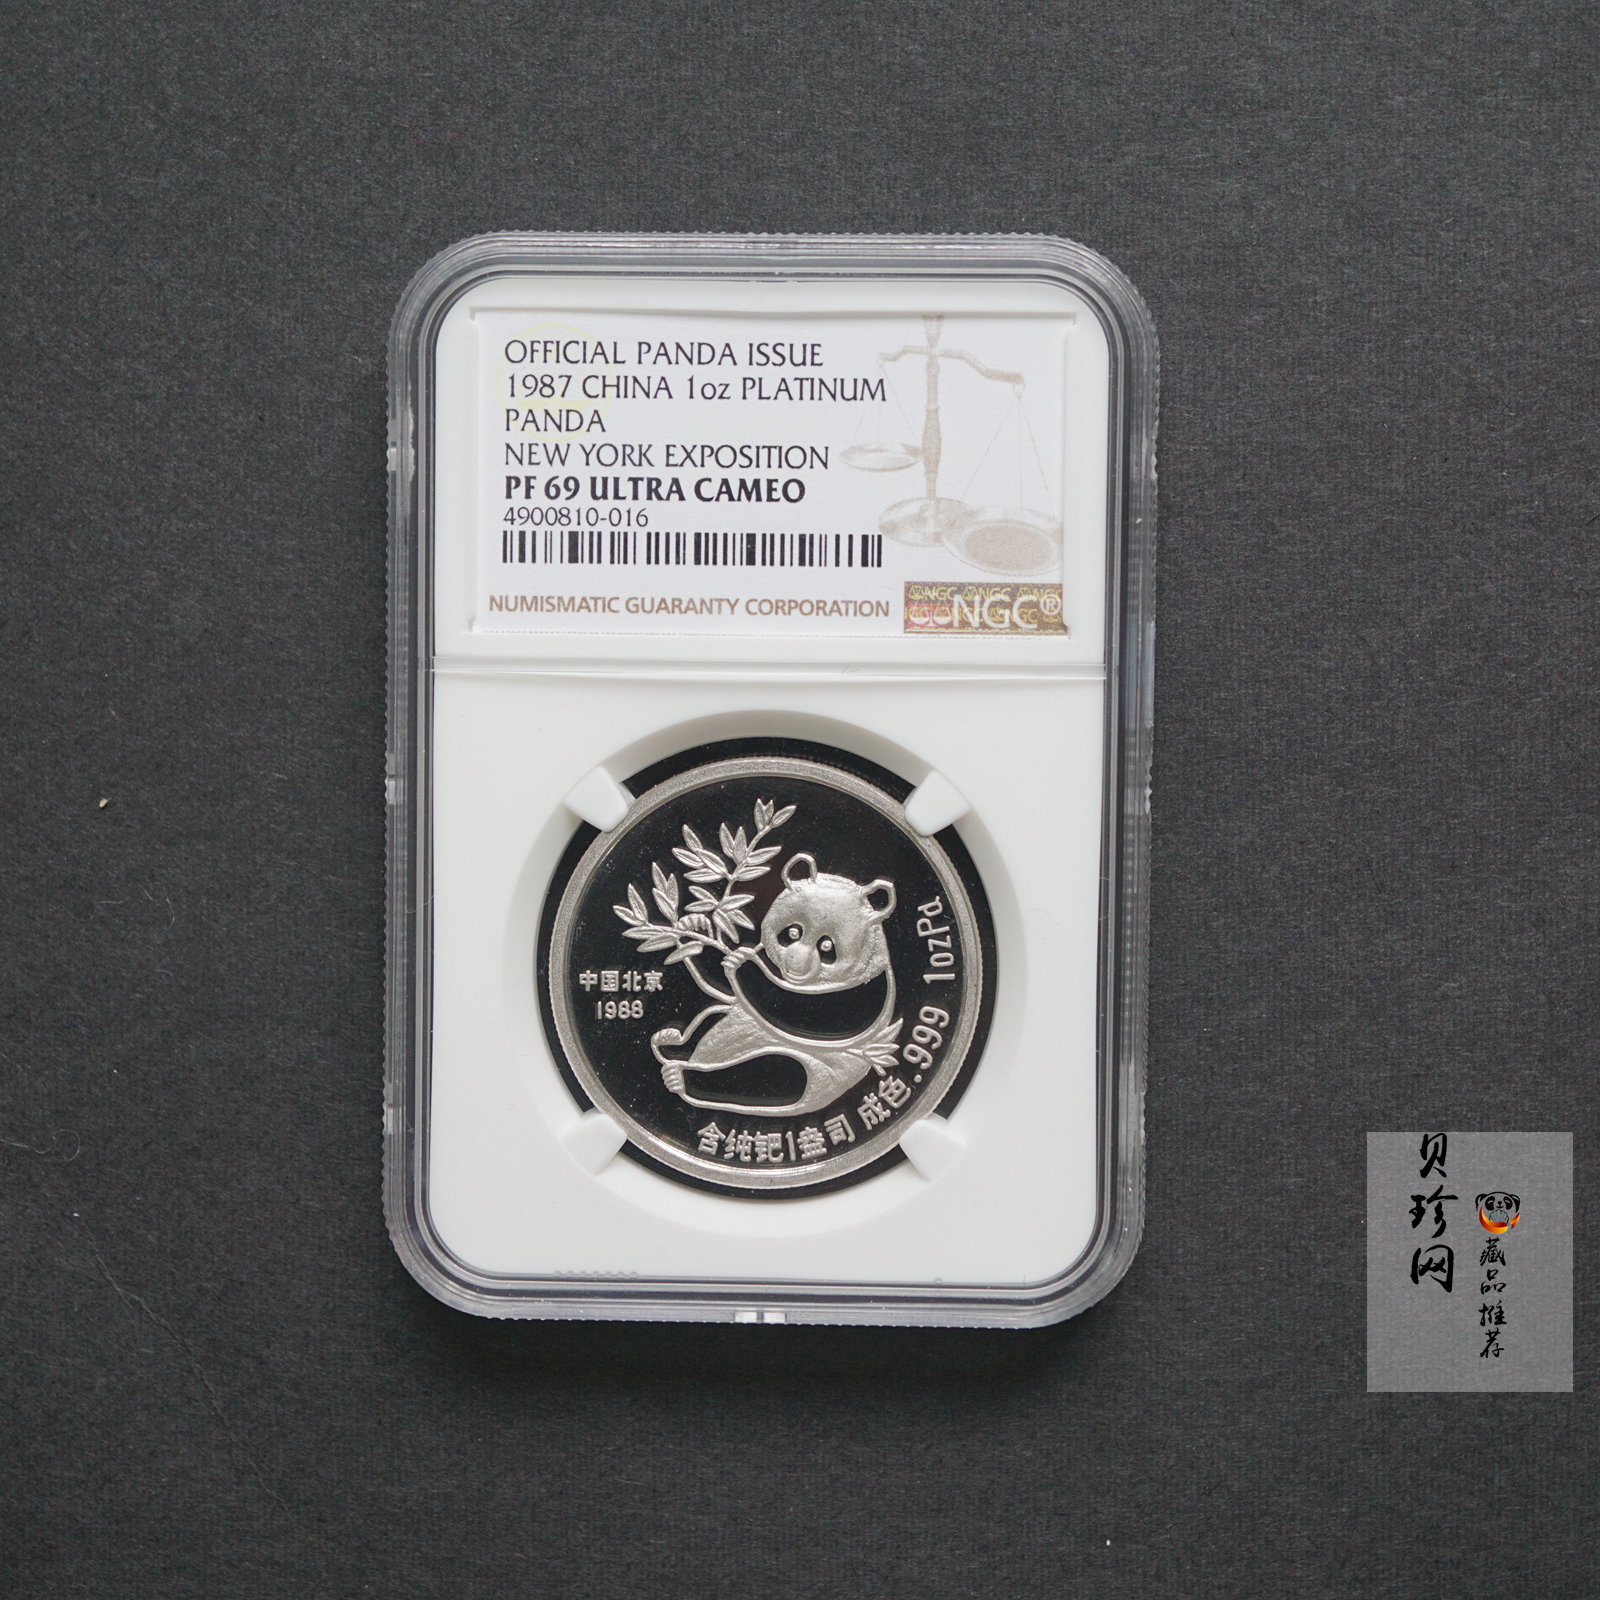 OFFICIAL PANDA ISSUE
1987 CHINA 1oz PLATINUM
PANDA
NEW YORK EXPOSITION
PF 69 ULTRA CAMEO
4900810-016
NUMISMATIC GUARANTY CORPORATION
NGC®
中国北京
1988
含纯钯1盎司 成色.999 1ozPd.
贝珍网
藏品推荐